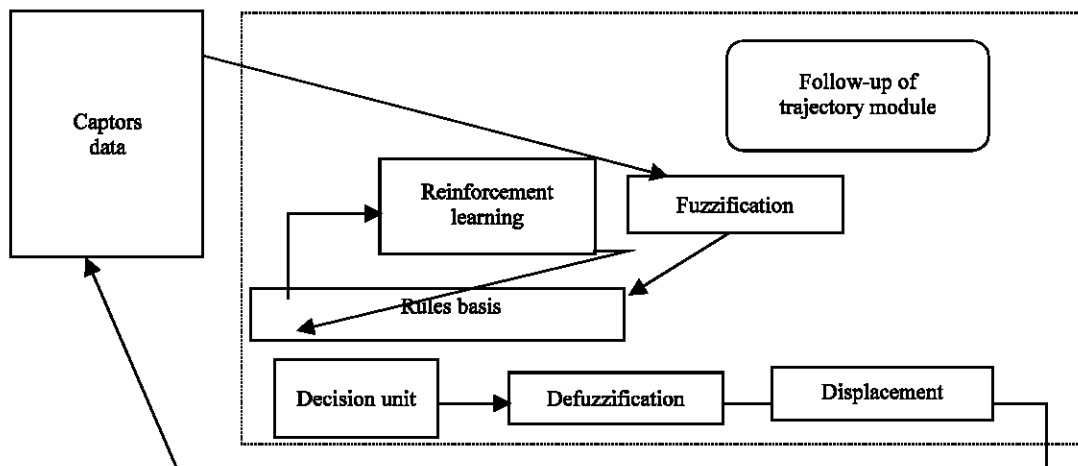 Captors
data
Follow-up of
trajectory module
Reinforcement
learning
Fuzzification
Rules basis
Decision unit
Defuzzification
Displacement